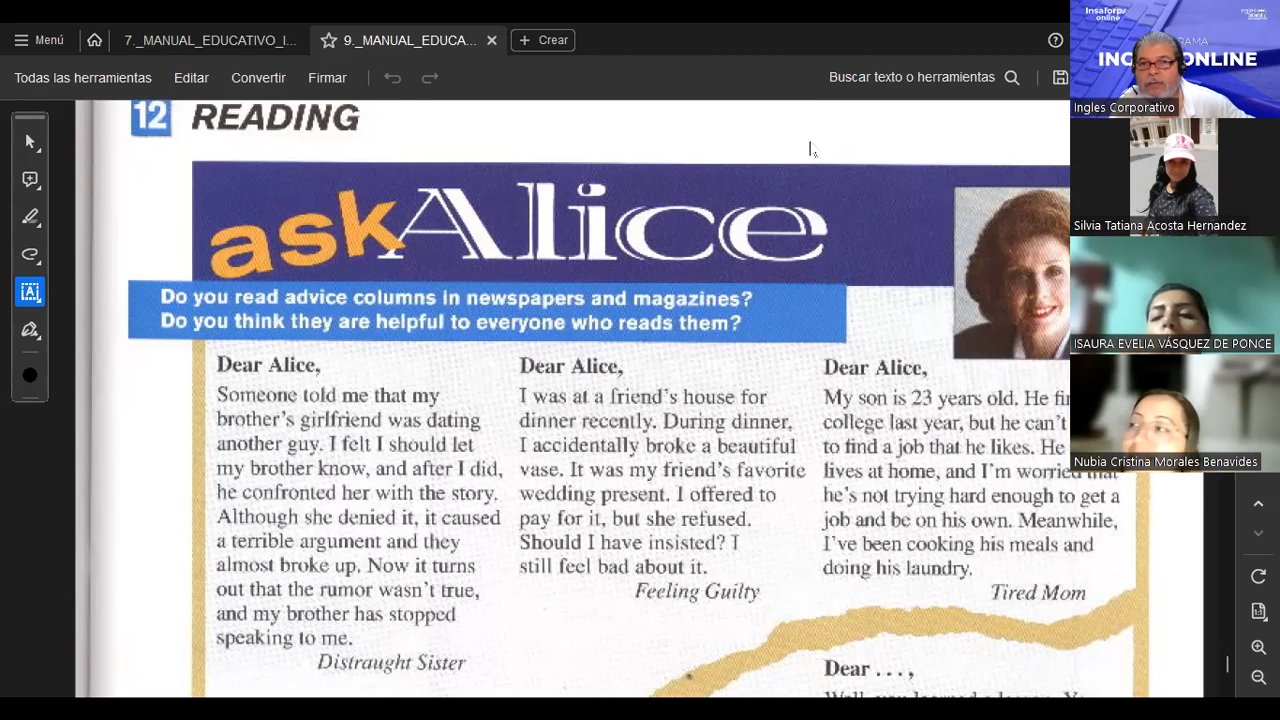 Menú
7._MANUAL_EDUCATIVO_I...
9._MANUAL_EDUCA...
Crear
Todas las herramientas
Editar
Convertir
Firmar
Buscar texto o herramientas
12 READING
ask Alice
Do you read advice columns in newspapers and magazines?
Do you think they are helpful to everyone who reads them?
Dear Alice,
Someone told me that my
brother's girlfriend was dating
another guy. I felt I should let
my brother know, and after I did,
he confronted her with the story.
Although she denied it, it caused
a terrible argument and they
almost broke up. Now it turns
out that the rumor wasn't true,
and my brother has stopped
speaking to me.
Distraught Sister
Dear Alice,
I was at a friend's house for
dinner recently. During dinner,
I accidentally broke a beautiful
vase. It was my friend's favorite
wedding present. I offered to
pay for it, but she refused.
Should I have insisted? I
still feel bad about it.
Feeling Guilty
Dear Alice,
My son is 23 years old. He
college last year, but he can't
to find a job that he likes. He
lives at home, and I'm worried that
he's not trying hard enough to get a
job and be on his own. Meanwhile,
I've been cooking his meals and
doing his laundry.
Tired Mom
Dear . . . ,
Insaforp
online
INGLÉS ONLINE
Ingles Corporativo
Silvia Tatiana Acosta Hernandez
ISAURA EVELIA VÁSQUEZ DE PONCE
Nubia Cristina Morales Benavides